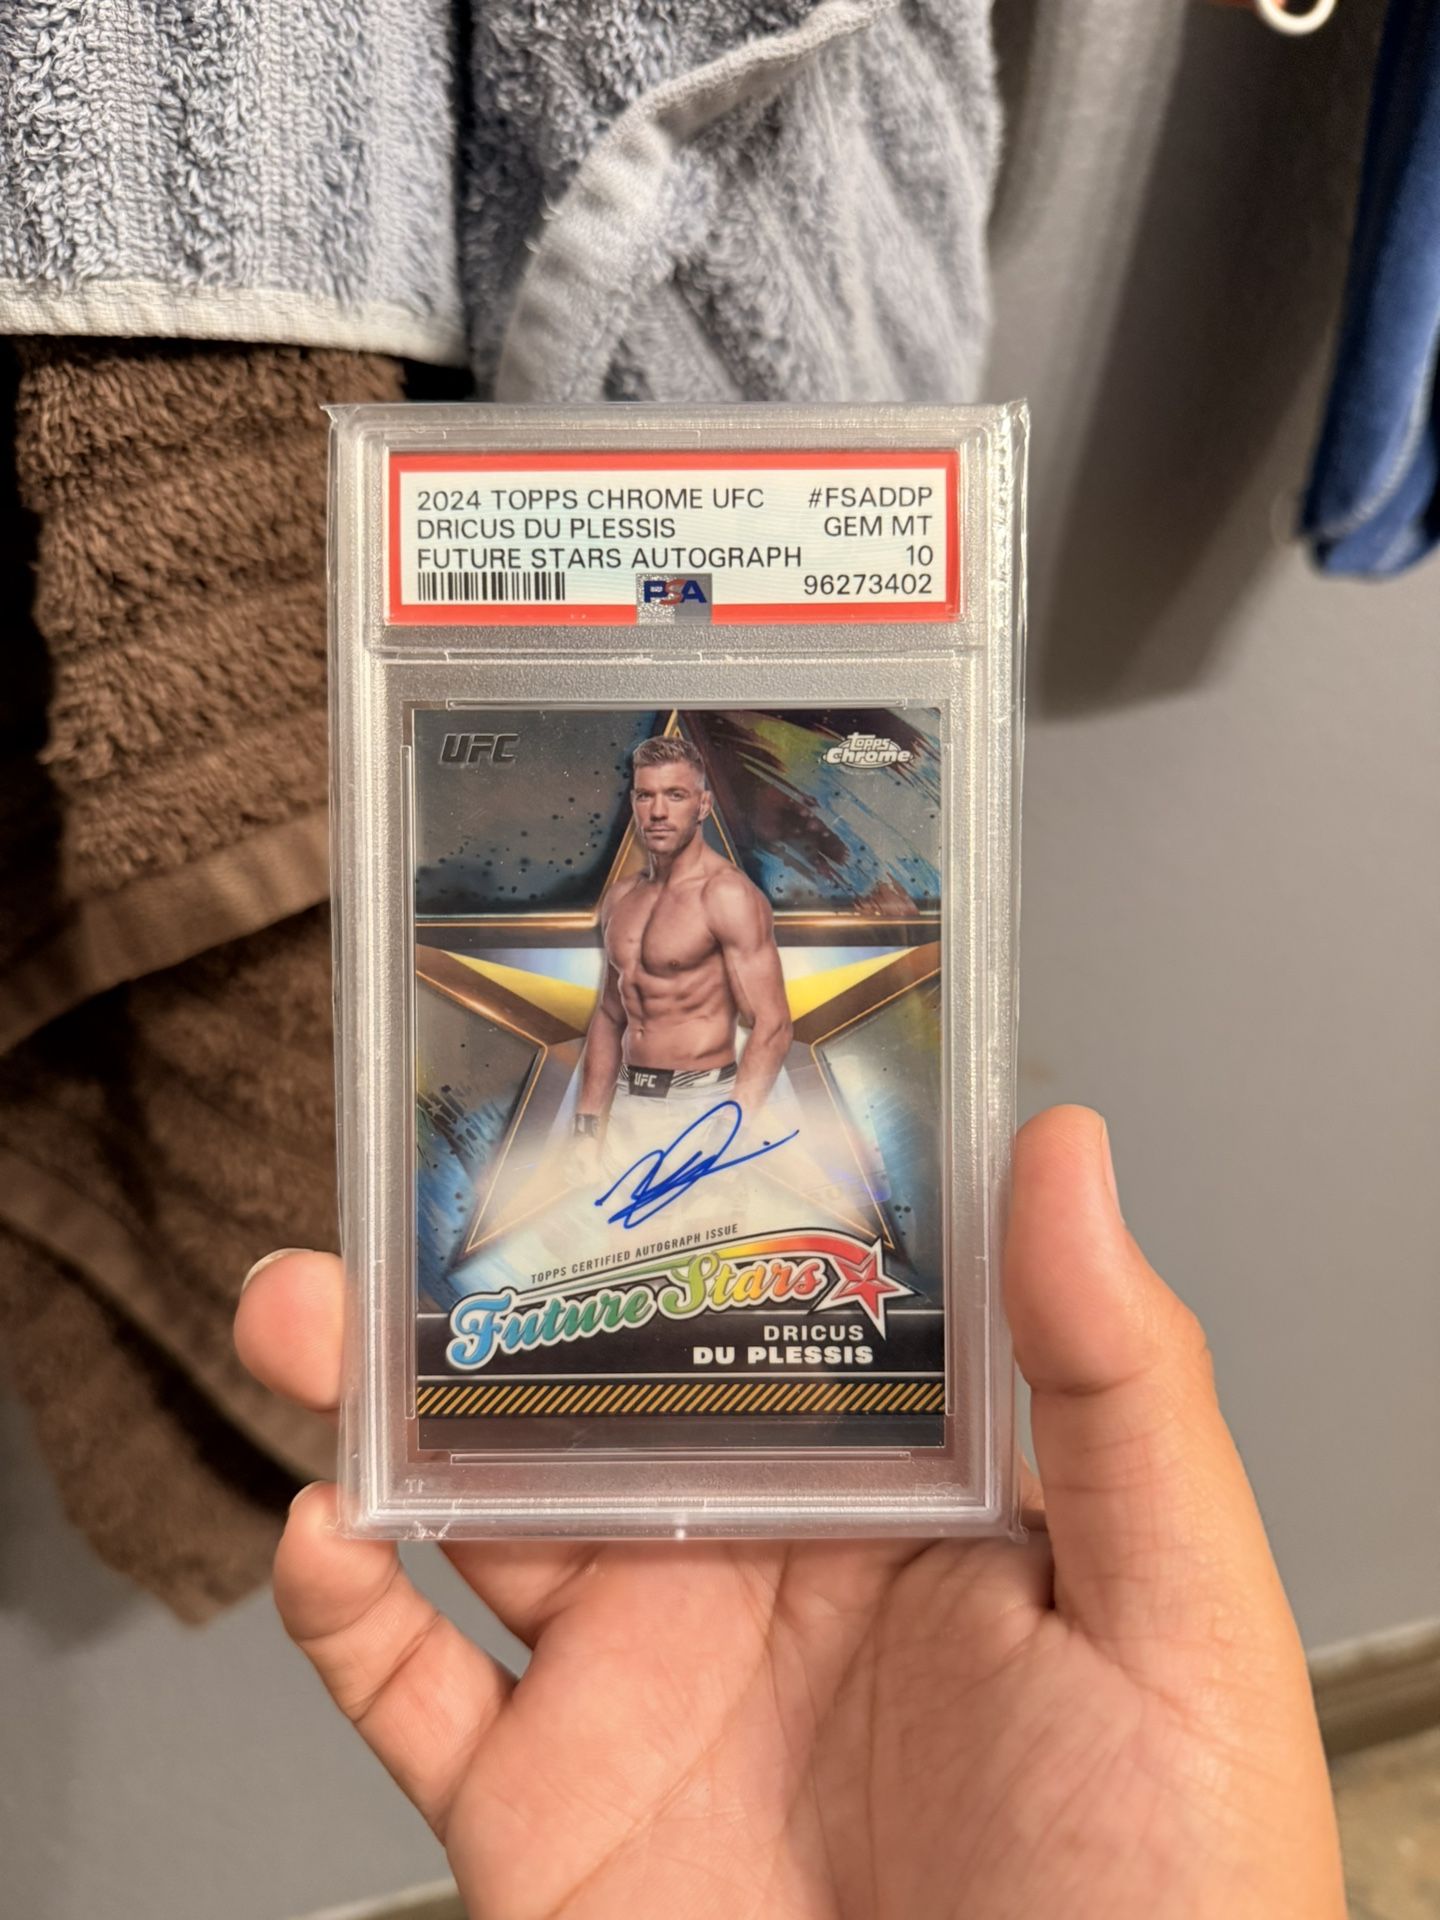 2024 TOPPS CHROME UFC #FSADDP
DRICUS DU PLESSIS GEM MT
FUTURE STARS AUTOGRAPH 10
PSA 96273402
UFC
Topps Chrome
UFC
TOPPS CERTIFIED AUTOGRAPH ISSUE
Future Stars
DRICUS
DU PLESSIS